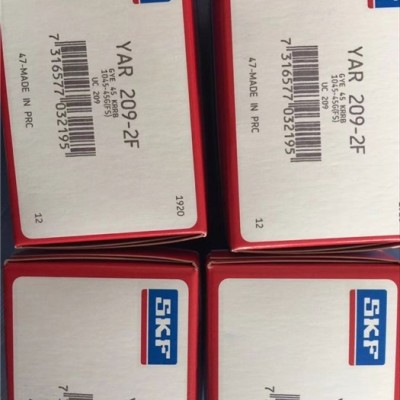 YAR 209-2F
GYE 45 KRRB
1045-45G(FS)
UC 209
7 316577 032195
47-MADE IN PRC
1920
12
YAR 209-2F
GYE 45 KRRB
1045-45G(FS)
UC 209
7 316577 032195
47-MADE IN PRC
12
SKF
7
SKF
7